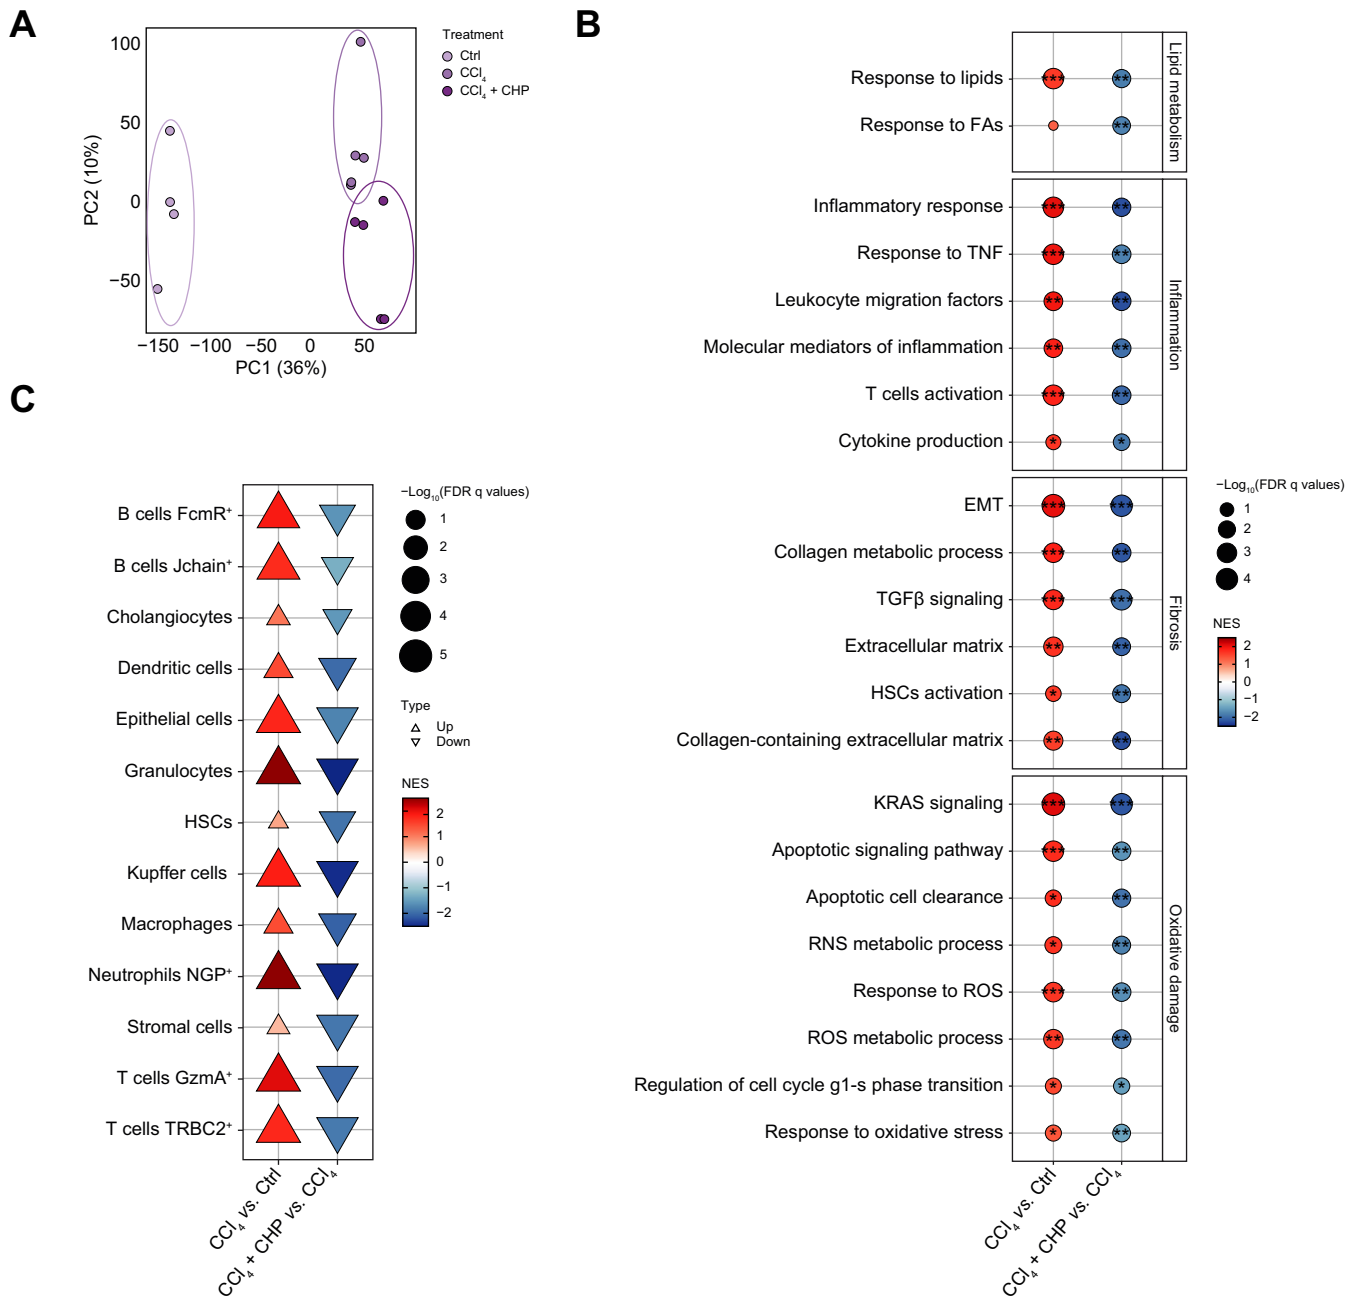 A
100
50
0
−50
PC2 (10%)
−150 −100 −50 0 50
PC1 (36%)
Treatment
Ctrl
CCl4
CCl4 + CHP
B
Response to lipids
***
**
Response to FAs
**
Lipid metabolism
Inflammatory response
***
**
Response to TNF
***
**
Leukocyte migration factors
**
**
Molecular mediators of inflammation
**
**
T cells activation
***
**
Cytokine production
*
*
Inflammation
EMT
***
***
Collagen metabolic process
***
**
TGFβ signaling
***
***
Extracellular matrix
**
**
HSCs activation
*
**
Collagen-containing extracellular matrix
**
**
Fibrosis
KRAS signaling
***
***
Apoptotic signaling pathway
***
**
Apoptotic cell clearance
*
**
RNS metabolic process
*
**
Response to ROS
***
**
ROS metabolic process
**
**
Regulation of cell cycle g1-s phase transition
*
*
Response to oxidative stress
*
**
Oxidative damage
CCl4 vs. Ctrl
CCl4 + CHP vs. CCl4
−Log10(FDR q values)
1
2
3
4
NES
2
1
0
−1
−2
C
B cells FcmR+
B cells Jchain+
Cholangiocytes
Dendritic cells
Epithelial cells
Granulocytes
HSCs
Kupffer cells
Macrophages
Neutrophils NGP+
Stromal cells
T cells GzmA+
T cells TRBC2+
CCl4 vs. Ctrl
CCl4 + CHP vs. CCl4
−Log10(FDR q values)
1
2
3
4
5
Type
Up
Down
NES
2
1
0
−1
−2